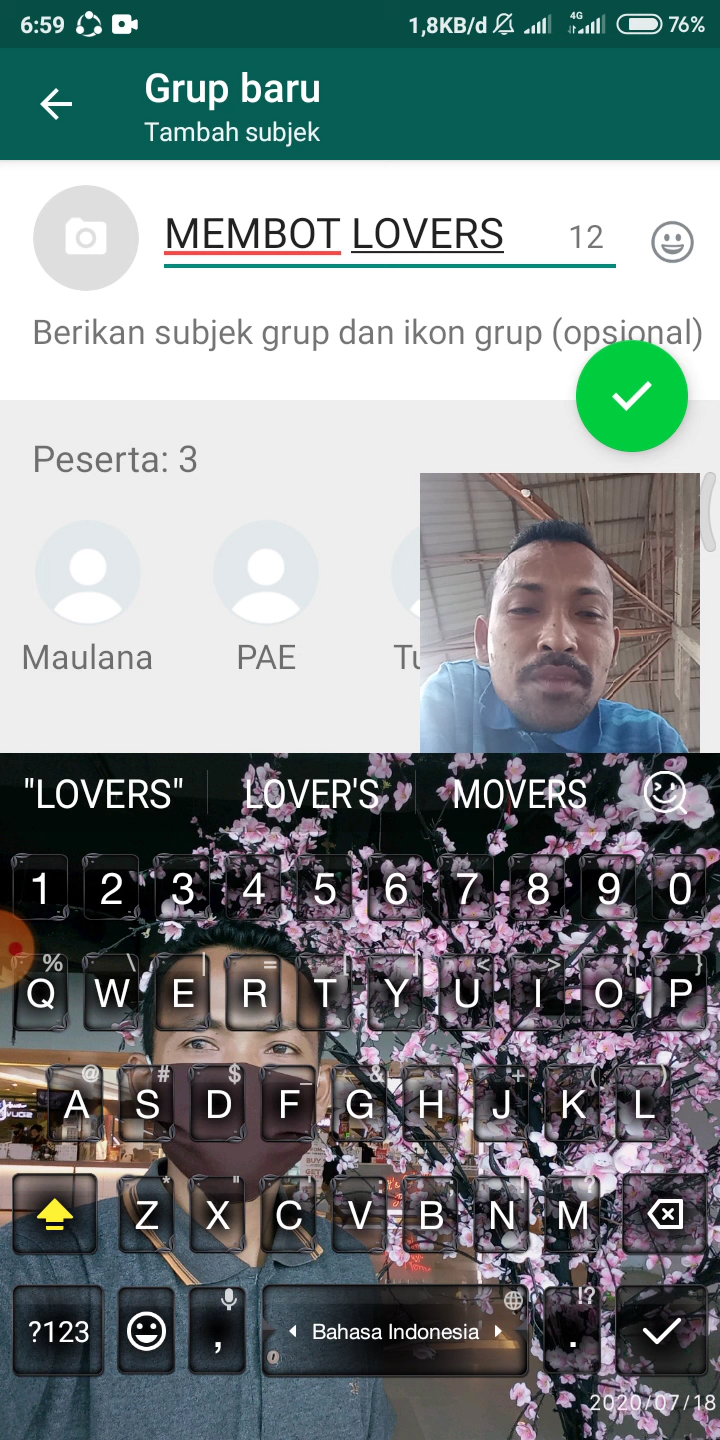 6:59 1,8KB/d 4G 76%
Grup baru
Tambah subjek
MEMBOT LOVERS 12
Berikan subjek grup dan ikon grup (opsional)
Peserta: 3
Maulana PAE Tu
"LOVERS" LOVER'S MOVERS
1 2 3 4 5 6 7 8 9 0
% \ | = [ ] < > { }
Q W E R T Y U I O P
@ # $ _ & - + ( )
A S D F G H J K L
* " ' : ; ! ?
Z X C V B N M
!?
?123 , Bahasa Indonesia .
2020/07/18